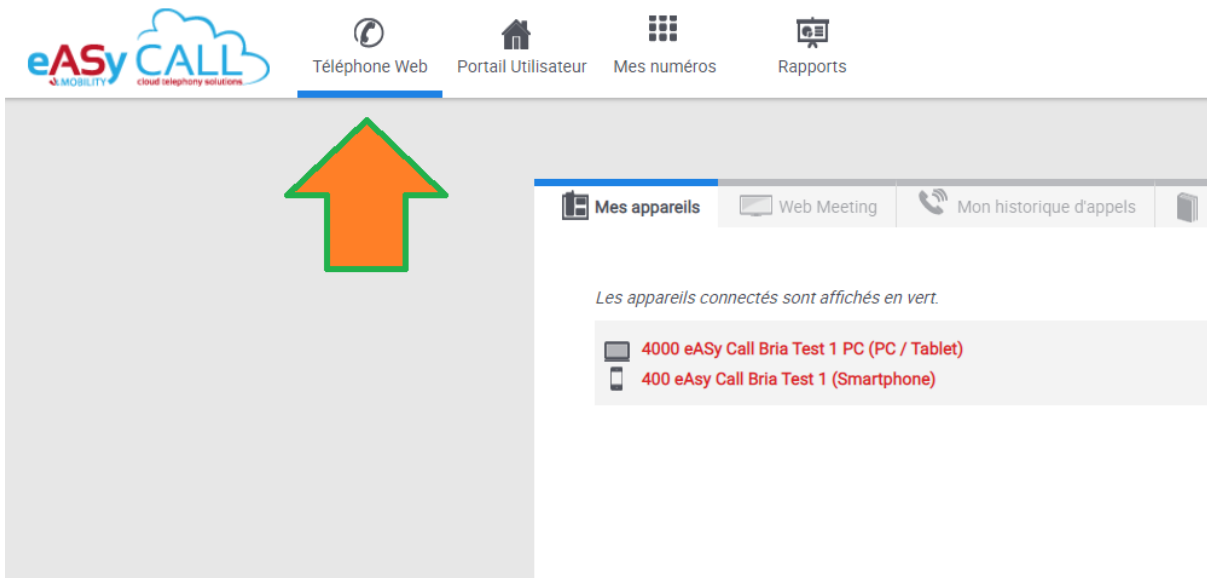 eASy CALL
& MOBILITY cloud telephony solutions
Téléphone Web Portail Utilisateur Mes numéros Rapports
Mes appareils Web Meeting Mon historique d'appels
Les appareils connectés sont affichés en vert.
4000 eASy Call Bria Test 1 PC (PC / Tablet)
400 eAsy Call Bria Test 1 (Smartphone)